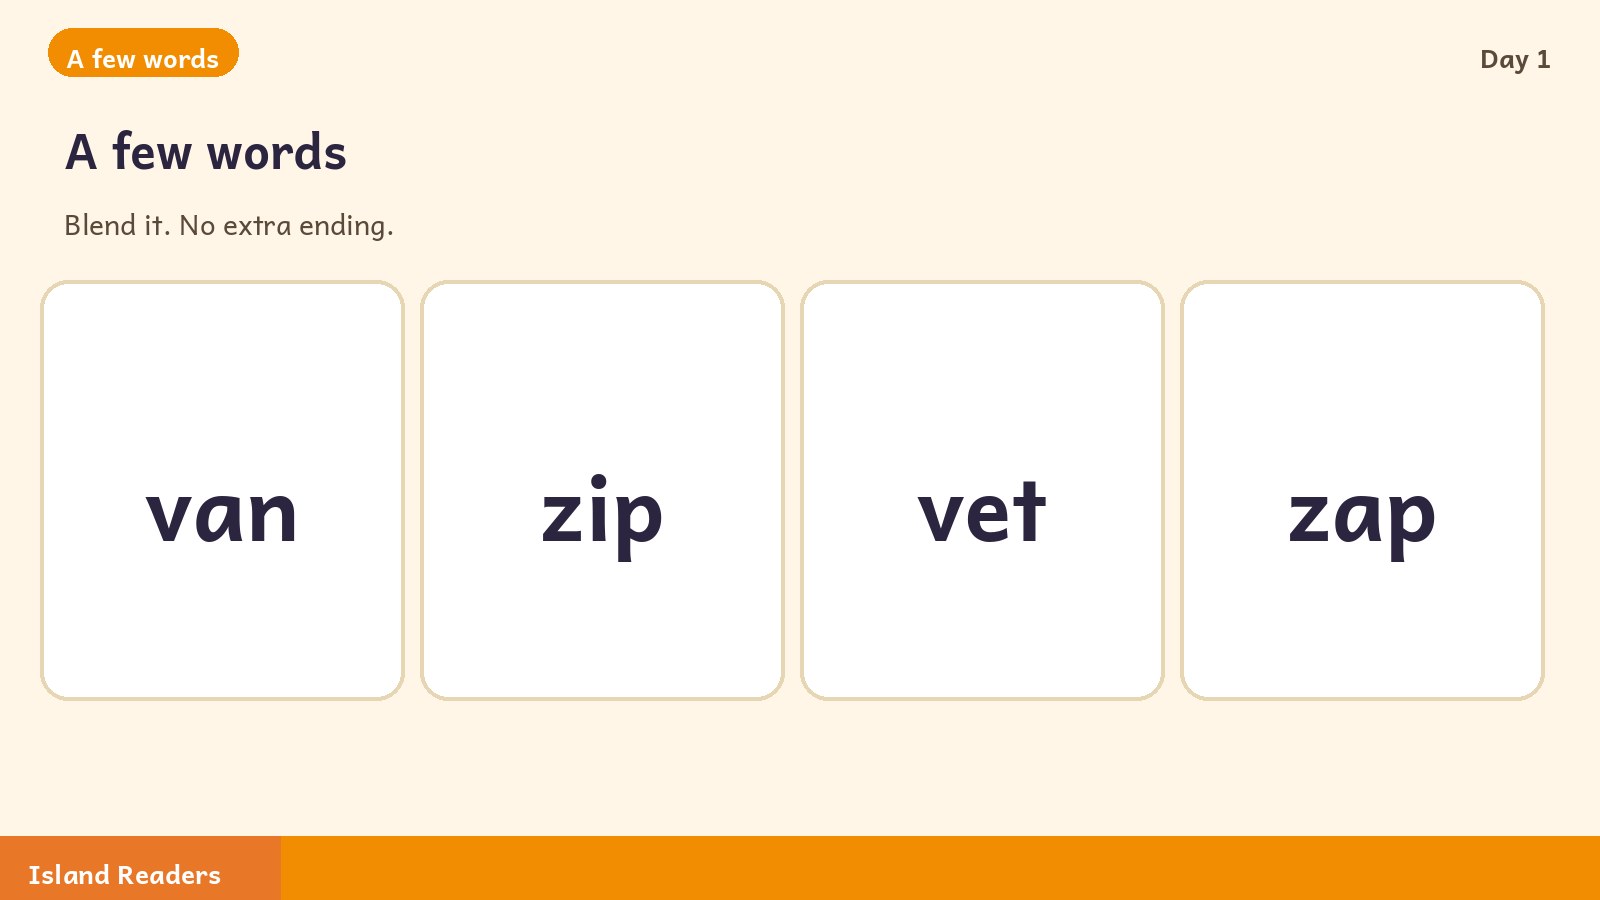 A few words
Day 1
A few words
Blend it. No extra ending.
van
zip
vet
zap
Island Readers